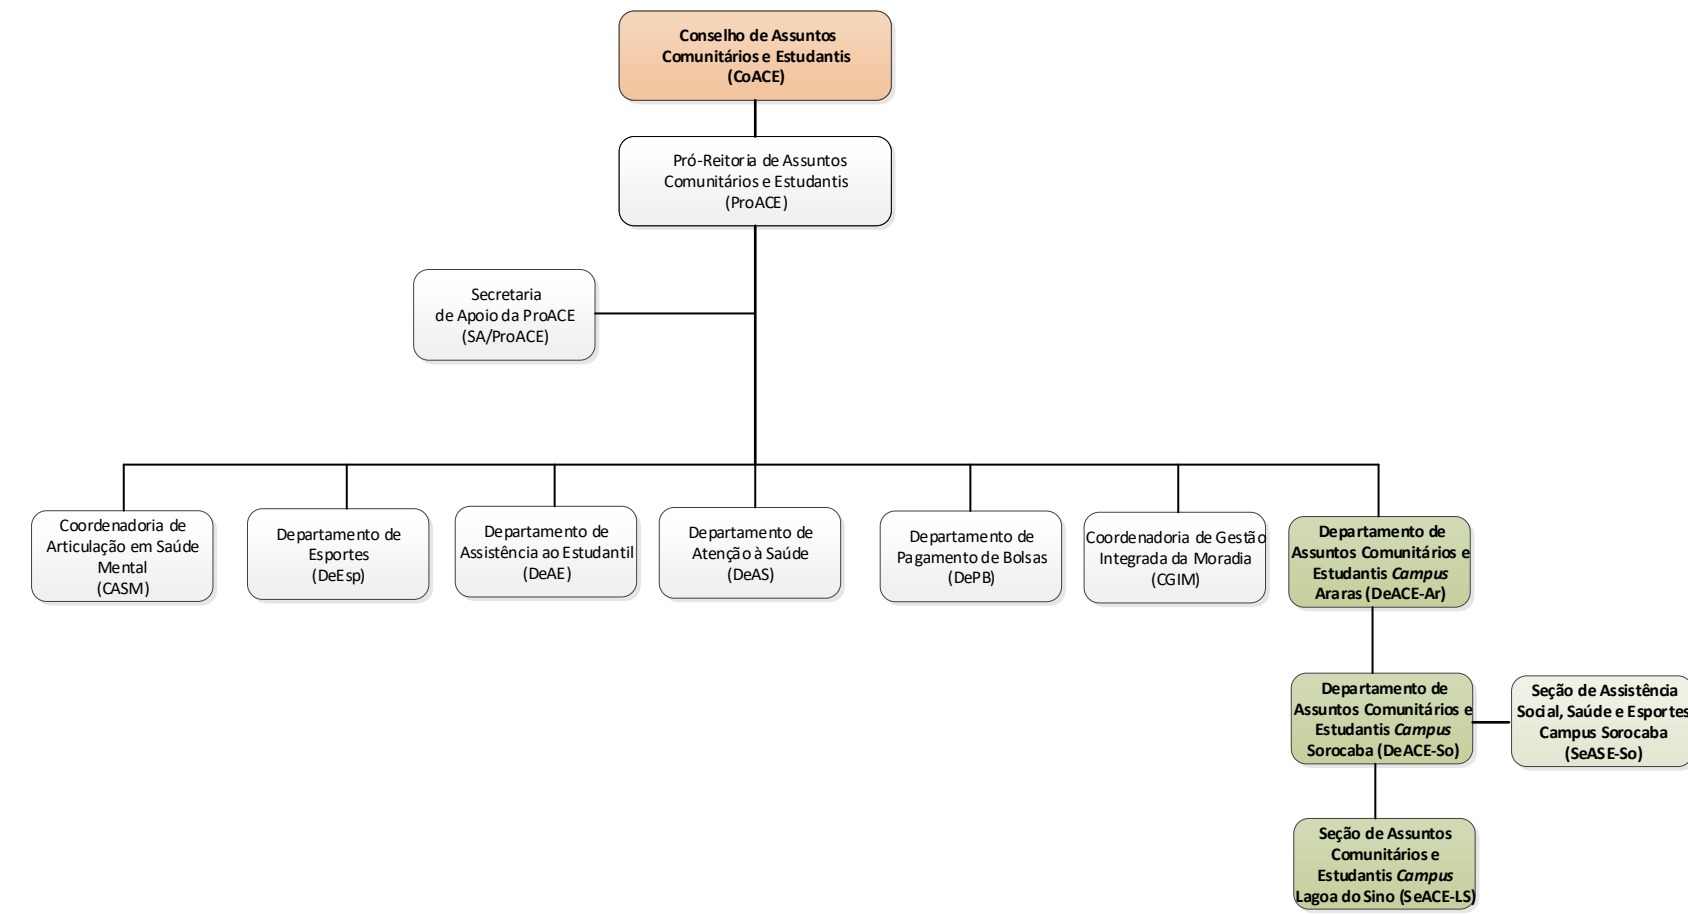 Conselho de Assuntos
Comunitários e Estudantis
(CoACE)
Pró-Reitoria de Assuntos
Comunitários e Estudantis
(ProACE)
Secretaria
de Apoio da ProACE
(SA/ProACE)
Coordenadoria de
Articulação em Saúde
Mental
(CASM)
Departamento de
Esportes
(DeEsp)
Departamento de
Assistência ao Estudantil
(DeAE)
Departamento de
Atenção à Saúde
(DeAS)
Departamento de
Pagamento de Bolsas
(DePB)
Coordenadoria de Gestão
Integrada da Moradia
(CGIM)
Departamento de
Assuntos Comunitários e
Estudantis Campus
Araras (DeACE-Ar)
Departamento de
Assuntos Comunitários e
Estudantis Campus
Sorocaba (DeACE-So)
Seção de Assistência
Social, Saúde e Esportes
Campus Sorocaba
(SeASE-So)
Seção de Assuntos
Comunitários e
Estudantis Campus
Lagoa do Sino (SeACE-LS)